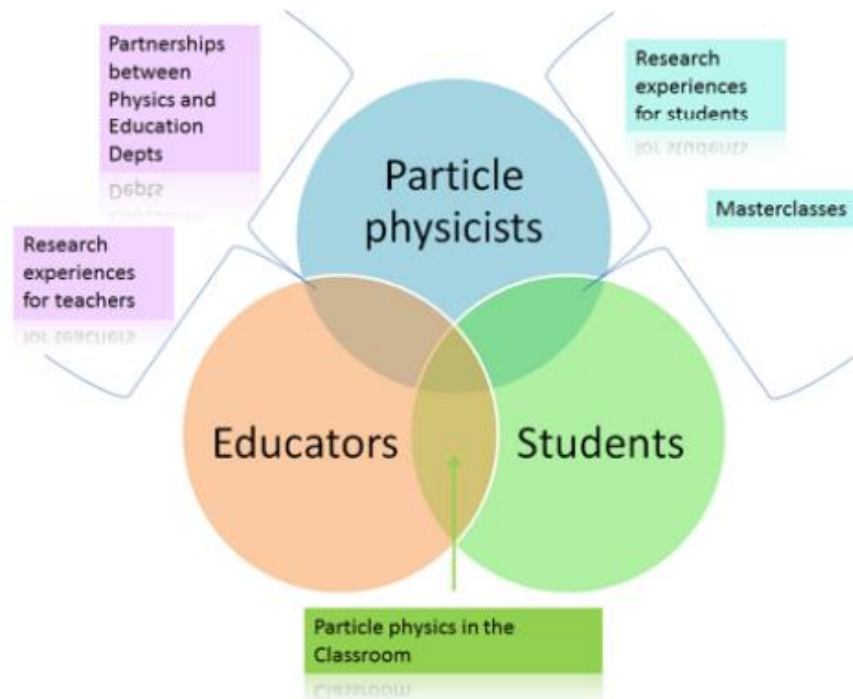 Partnerships
between
Physics and
Education
Depts
Research
experiences
for teachers
Particle
physicists
Research
experiences
for students
Masterclasses
Educators
Students
Particle physics in the
Classroom